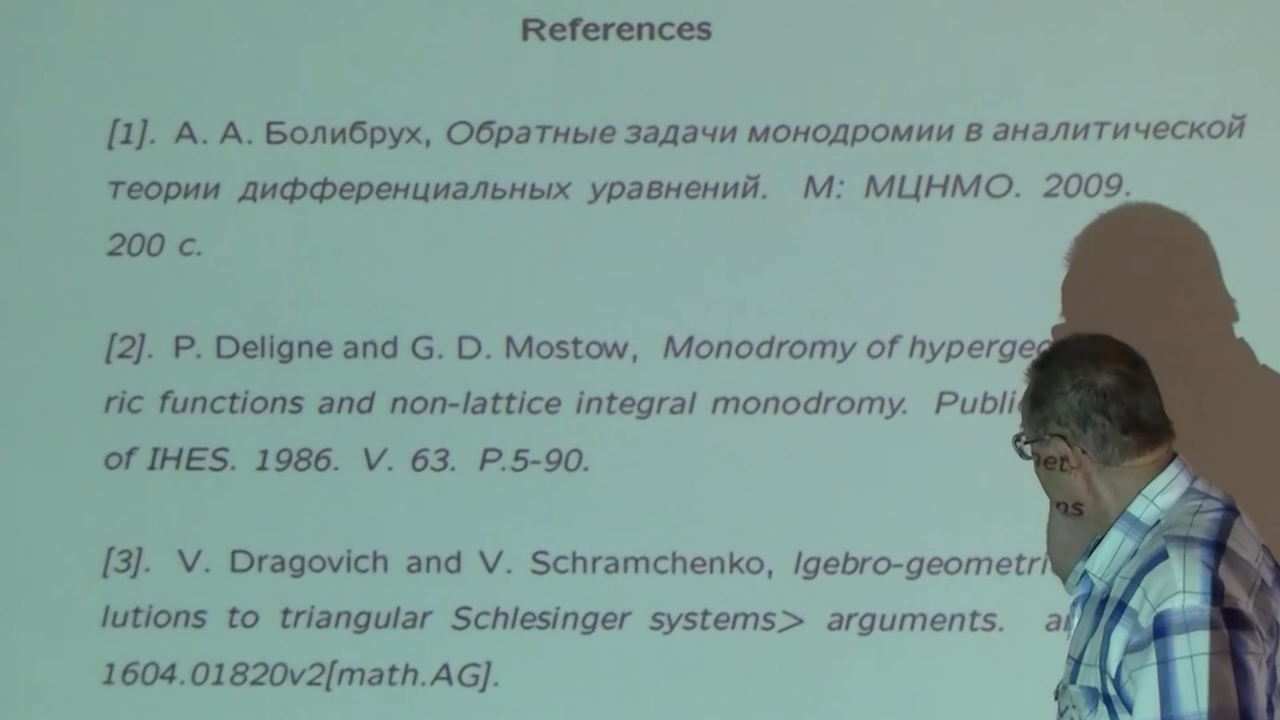 References
[1]. А. А. Болибрух, Обратные задачи монодромии в аналитической
теории дифференциальных уравнений. М: МЦНМО. 2009.
200 с.
[2]. P. Deligne and G. D. Mostow, Monodromy of
ric functions and non-lattice integral monodromy.
of IHES. 1986. V. 63. P.5-90.
[3]. V. Dragovich and V. Schramchenko, lgebro-geometri
lutions to triangular Schlesinger systems> arguments.
1604.01820v2[math.AG].